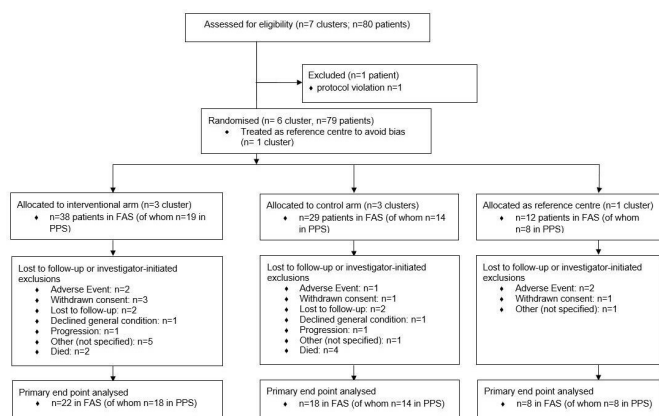 Assessed for eligibility (n=7 clusters; n=80 patients)
Excluded (n=1 patient)
♦ protocol violation n=1
Randomised (n= 6 cluster, n=79 patients)
♦ Treated as reference centre to avoid bias
(n= 1 cluster)
Allocated to interventional arm (n=3 cluster)
♦ n=38 patients in FAS (of whom n=19 in
PPS)
Allocated to control arm (n=3 clusters)
♦ n=29 patients in FAS (of whom n=14
in PPS)
Allocated as reference centre (n=1 cluster)
♦ n=12 patients in FAS (of whom
n=8 in PPS)
Lost to follow-up or investigator-initiated
exclusions
♦ Adverse Event: n=2
♦ Withdrawn consent: n=3
♦ Lost to follow-up: n=2
♦ Declined general condition: n=1
♦ Progression: n=1
♦ Other (not specified): n=5
♦ Died: n=2
Lost to follow-up or investigator-initiated
exclusions
♦ Adverse Event: n=1
♦ Withdrawn consent: n=1
♦ Lost to follow-up: n=2
♦ Declined general condition: n=1
♦ Progression: n=1
♦ Other (not specified): n=1
♦ Died: n=4
Lost to follow-up or investigator-initiated
exclusions
♦ Adverse Event: n=2
♦ Withdrawn consent: n=1
♦ Other (not specified): n=1
Primary end point analysed
♦ n=22 in FAS (of whom n=18 in PPS)
Primary end point analysed
♦ n=18 in FAS (of whom n=14 in PPS)
Primary end point analysed
♦ n=8 in FAS (of whom n=8 in PPS)